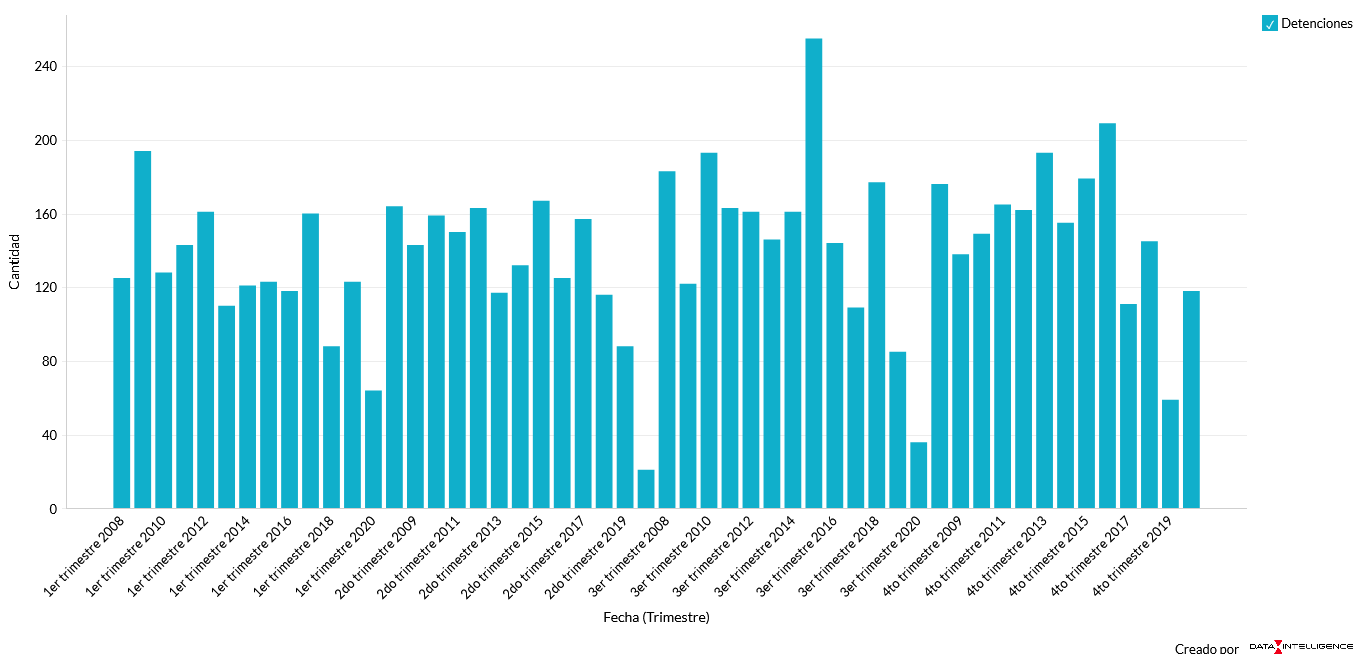 Detenciones
240
200
160
120
80
40
0
Cantidad
1er trimestre 2008
1er trimestre 2010
1er trimestre 2012
1er trimestre 2014
1er trimestre 2016
1er trimestre 2018
1er trimestre 2020
2do trimestre 2009
2do trimestre 2011
2do trimestre 2013
2do trimestre 2015
2do trimestre 2017
2do trimestre 2019
3er trimestre 2008
3er trimestre 2010
3er trimestre 2012
3er trimestre 2014
3er trimestre 2016
3er trimestre 2018
3er trimestre 2020
4to trimestre 2009
4to trimestre 2011
4to trimestre 2013
4to trimestre 2015
4to trimestre 2017
4to trimestre 2019
Fecha (Trimestre)
Creado por DATA INTELLIGENCE